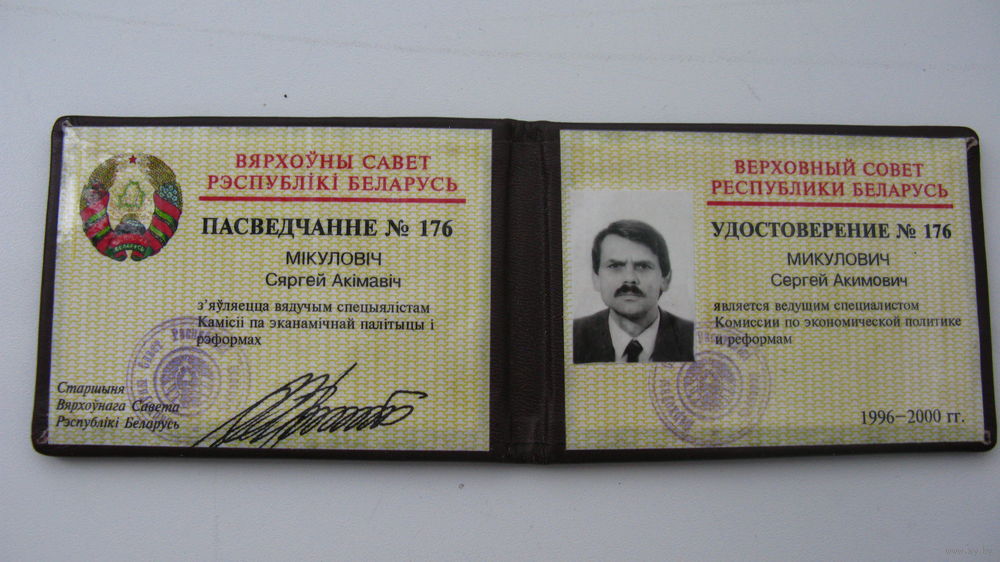 ВЯРХОЎНЫ САВЕТ
РЭСПУБЛІКІ БЕЛАРУСЬ
ПАСВЕДЧАННЕ № 176
МІКУЛОВІЧ
Сяргей Акімавіч
з’яўляецца вядучым спецыялістам
Камісіі па эканамічнай палітыцы і
рэформах
Старшыня
Вярхоўнага Савета
Рэспублікі Беларусь
БЕЛАРУСЬ
ВЕРХОВНЫЙ СОВЕТ
РЕСПУБЛИКИ БЕЛАРУСЬ
УДОСТОВЕРЕНИЕ № 176
МИКУЛОВИЧ
Сергей Акимович
является ведущим специалистом
Комиссии по экономической политике
и реформам
1996–2000 гг.